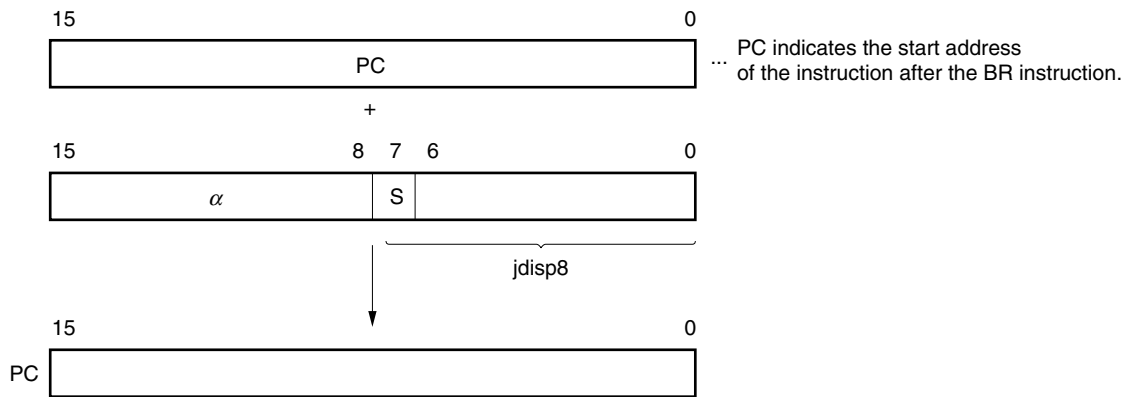 15 0
PC
... PC indicates the start address
of the instruction after the BR instruction.
+
15 8 7 6 0
α S
jdisp8
15 0
PC